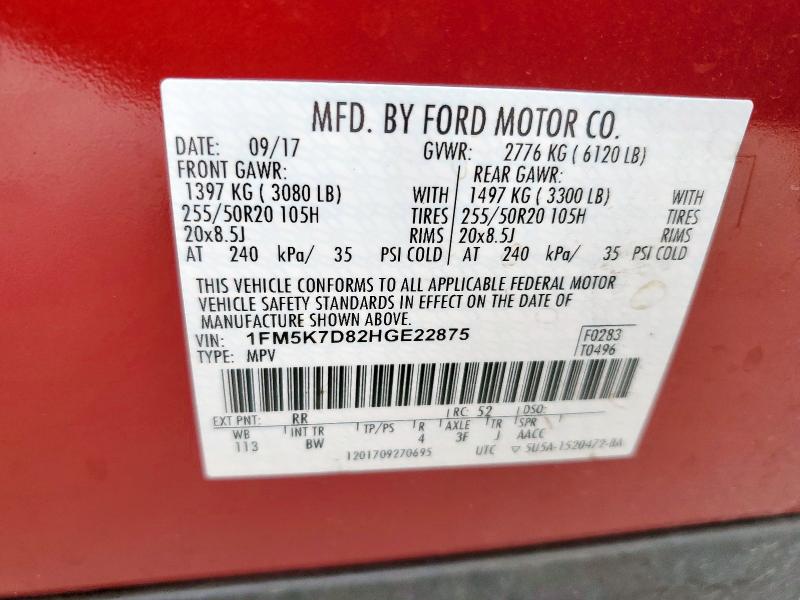 MFD. BY FORD MOTOR CO.
DATE: 09/17 GVWR: 2776 KG ( 6120 LB)
FRONT GAWR: REAR GAWR:
1397 KG ( 3080 LB) WITH 1497 KG ( 3300 LB) WITH
255/50R20 105H TIRES 255/50R20 105H TIRES
20x8.5J RIMS 20x8.5J RIMS
AT 240 kPa/ 35 PSI COLD AT 240 kPa/ 35 PSI COLD
THIS VEHICLE CONFORMS TO ALL APPLICABLE FEDERAL MOTOR
VEHICLE SAFETY STANDARDS IN EFFECT ON THE DATE OF
MANUFACTURE SHOWN ABOVE.
VIN: 1FM5K7D82HGE22875 F0283
TYPE: MPV T0496
EXT PNT: RR RC: 52 DSO:
WB INT TR TP/PS R AXLE TR SPR
113 BW 4 3F J AACC
1201709270695 UTC 5U5A-1520472-BA